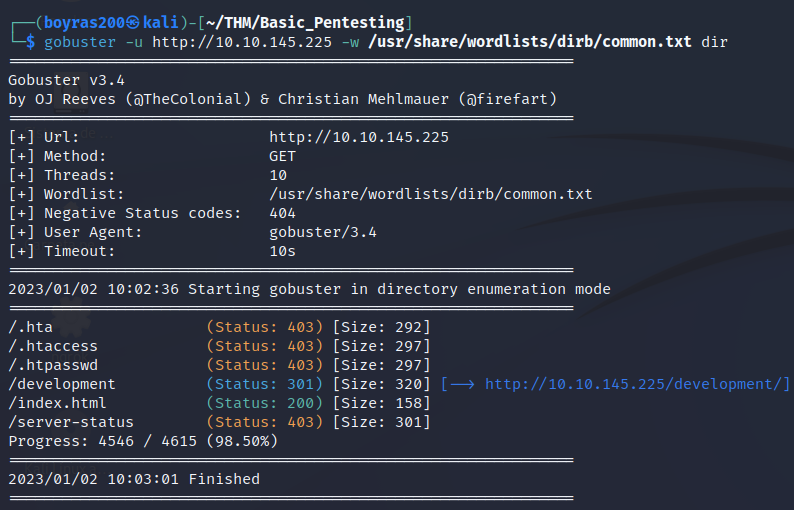 ┌──(boyras200㉿kali)-[~/THM/Basic_Pentesting]
└─$ gobuster -u http://10.10.145.225 -w /usr/share/wordlists/dirb/common.txt dir
===============================================================
Gobuster v3.4
by OJ Reeves (@TheColonial) & Christian Mehlmauer (@firefart)
===============================================================
[+] Url:                     http://10.10.145.225
[+] Method:                  GET
[+] Threads:                 10
[+] Wordlist:                /usr/share/wordlists/dirb/common.txt
[+] Negative Status codes:   404
[+] User Agent:              gobuster/3.4
[+] Timeout:                 10s
===============================================================
2023/01/02 10:02:36 Starting gobuster in directory enumeration mode
===============================================================
/.hta                 (Status: 403) [Size: 292]
/.htaccess            (Status: 403) [Size: 297]
/.htpasswd            (Status: 403) [Size: 297]
/development          (Status: 301) [Size: 320] [--> http://10.10.145.225/development/]
/index.html           (Status: 200) [Size: 158]
/server-status        (Status: 403) [Size: 301]
Progress: 4546 / 4615 (98.50%)
===============================================================
2023/01/02 10:03:01 Finished
===============================================================